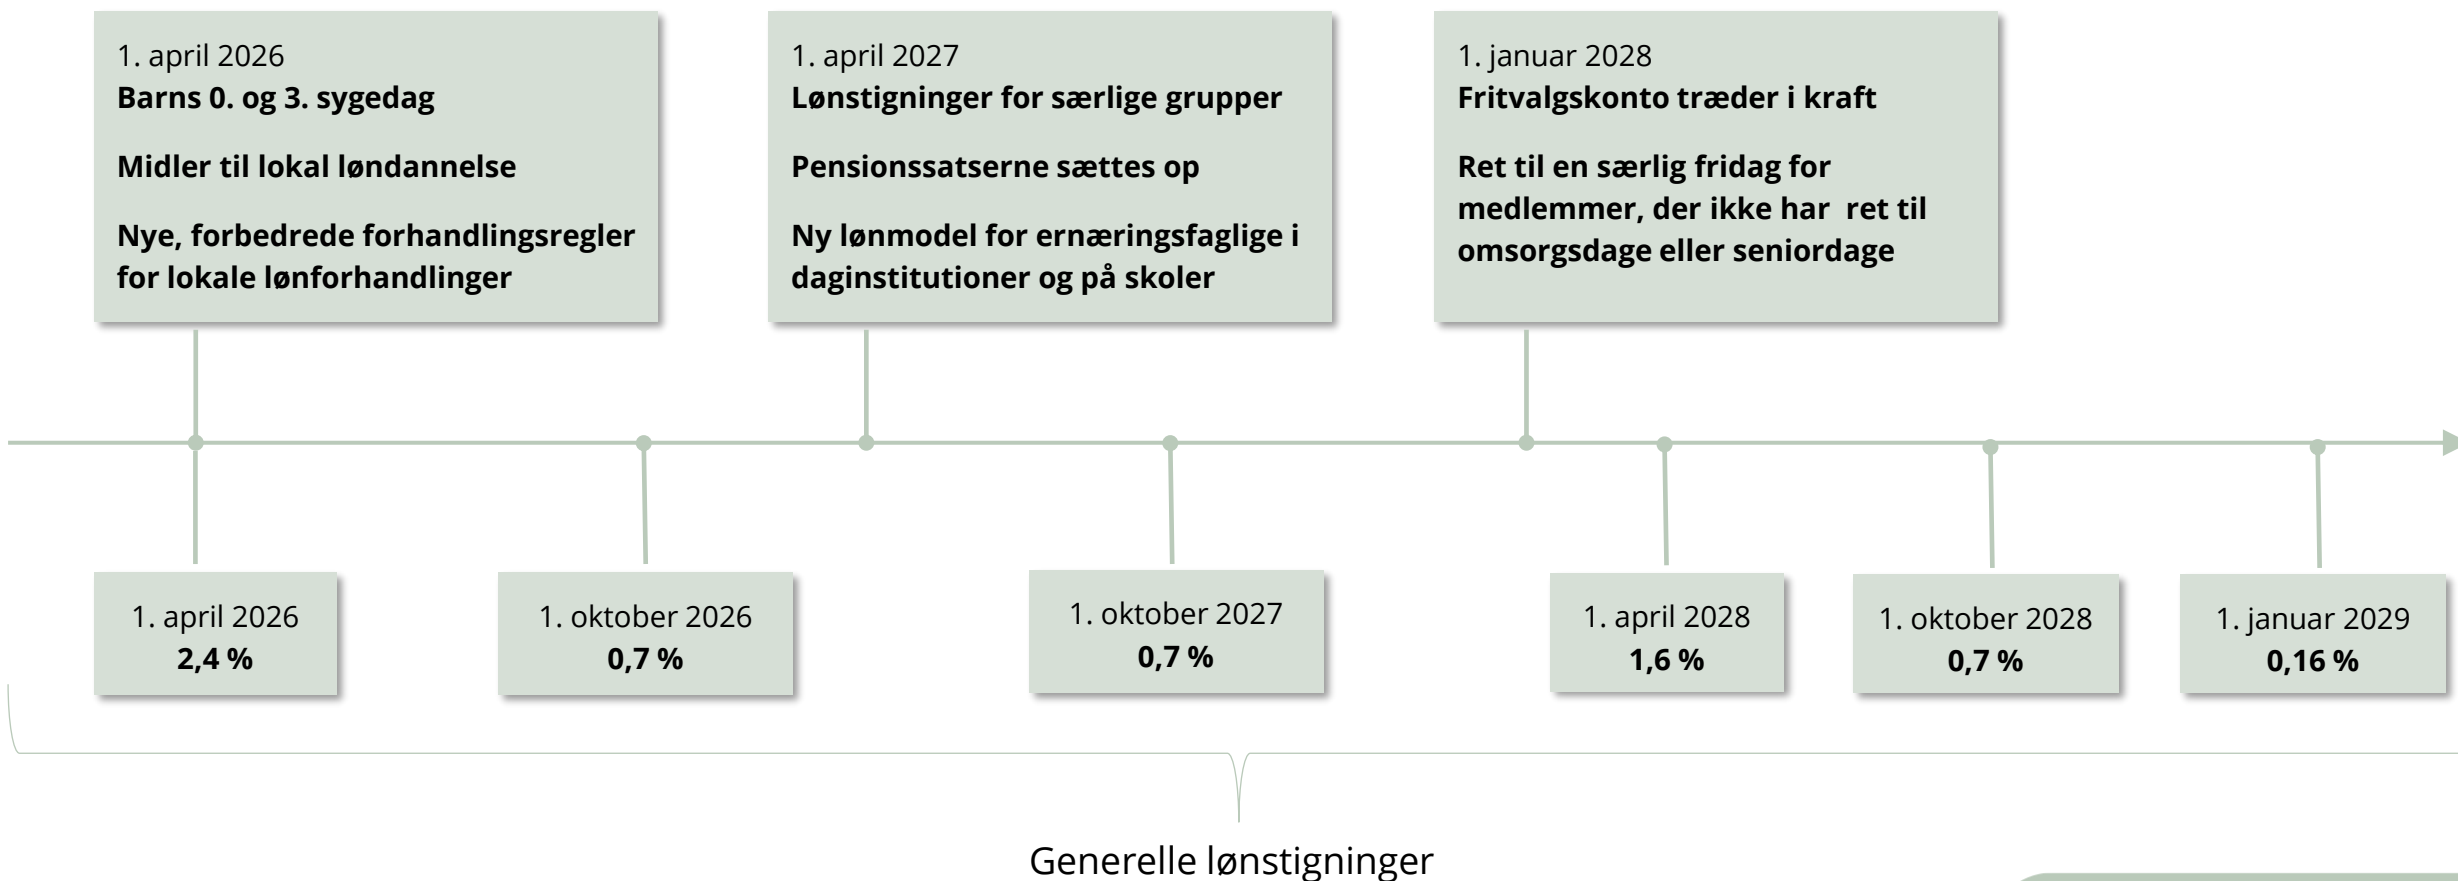 1. april 2026
Barns 0. og 3. sygedag
Midler til lokal løndannelse
Nye, forbedrede forhandlingsregler
for lokale lønforhandlinger
1. april 2027
Lønstigninger for særlige grupper
Pensionssatserne sættes op
Ny lønmodel for ernæringsfaglige i
daginstitutioner og på skoler
1. januar 2028
Fritvalgskonto træder i kraft
Ret til en særlig fridag for
medlemmer, der ikke har  ret til
omsorgsdage eller seniordage
1. april 2026
2,4 %
1. oktober 2026
0,7 %
1. oktober 2027
0,7 %
1. april 2028
1,6 %
1. oktober 2028
0,7 %
1. januar 2029
0,16 %
Generelle lønstigninger